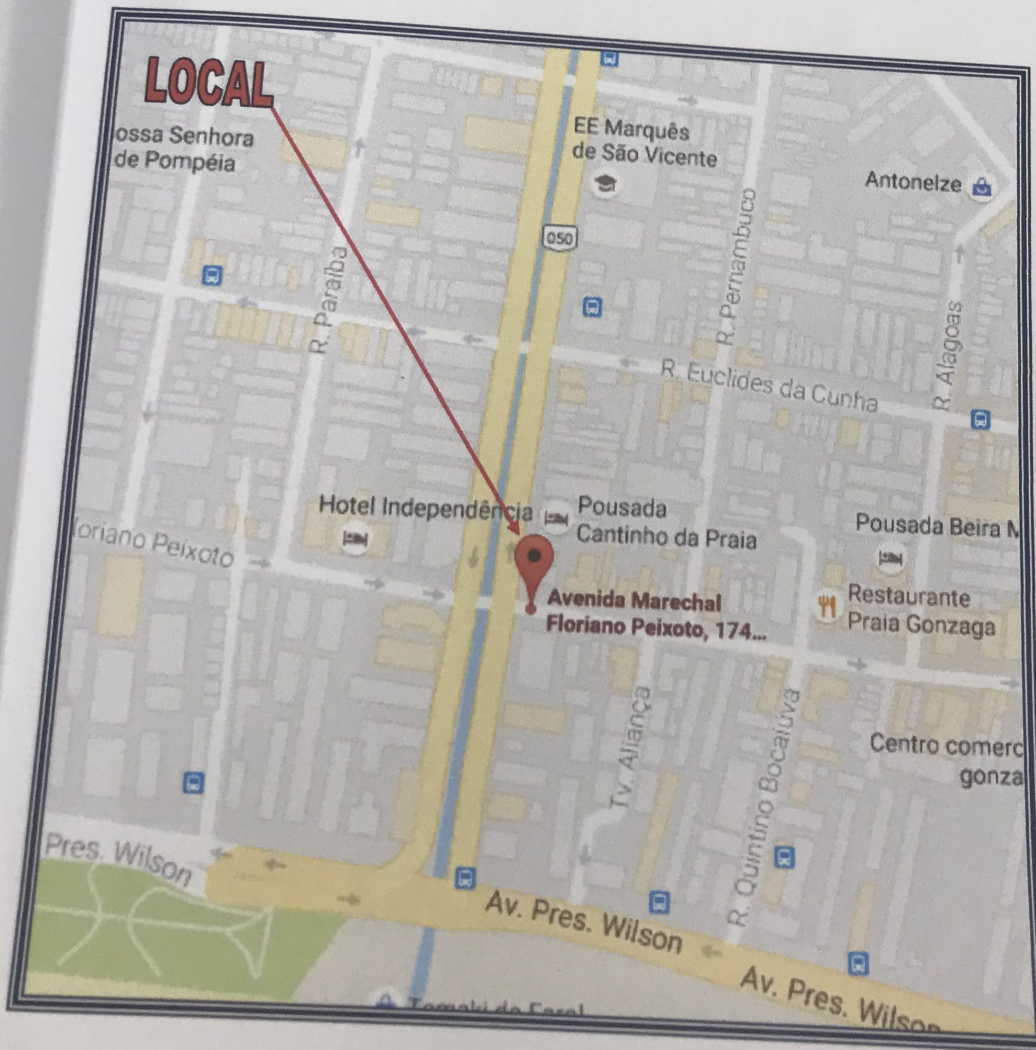 LOCAL
ossa Senhora
de Pompéia
EE Marquês
de São Vicente
Antonelze
050
R. Paraíba
R. Pernambuco
R. Alagoas
R. Euclides da Cunha
Hotel Independência
Pousada
Cantinho da Praia
Pousada Beira M
loriano Peixoto
Avenida Marechal
Floriano Peixoto, 174...
Restaurante
Praia Gonzaga
Tv. Aliança
R. Quintino Bocaiuva
Centro comerc
gonza
Pres. Wilson
Av. Pres. Wilson
Av. Pres. Wilson